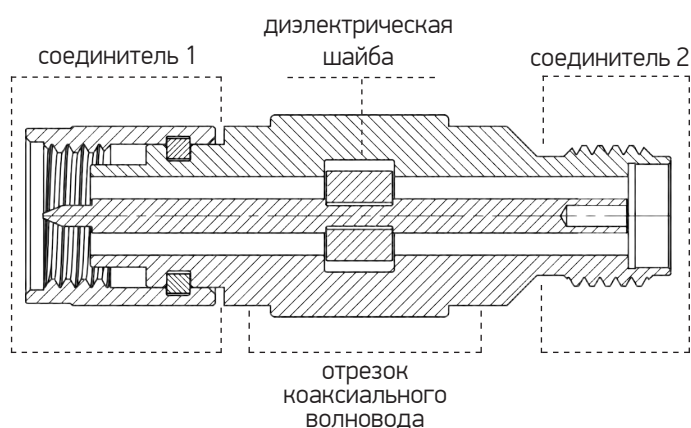 диэлектрическая
шайба
соединитель 1
соединитель 2
отрезок
коаксиального
волновода